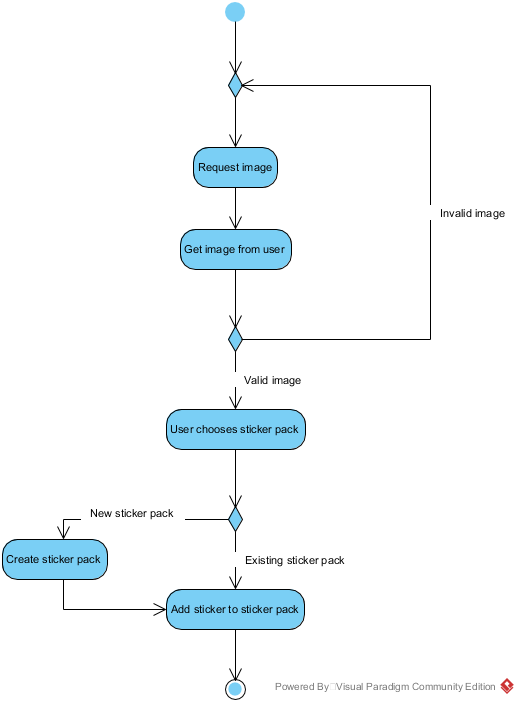 Request image
Invalid image
Get image from user
Valid image
User chooses sticker pack
New sticker pack
Create sticker pack
Existing sticker pack
Add sticker to sticker pack
Powered By Visual Paradigm Community Edition